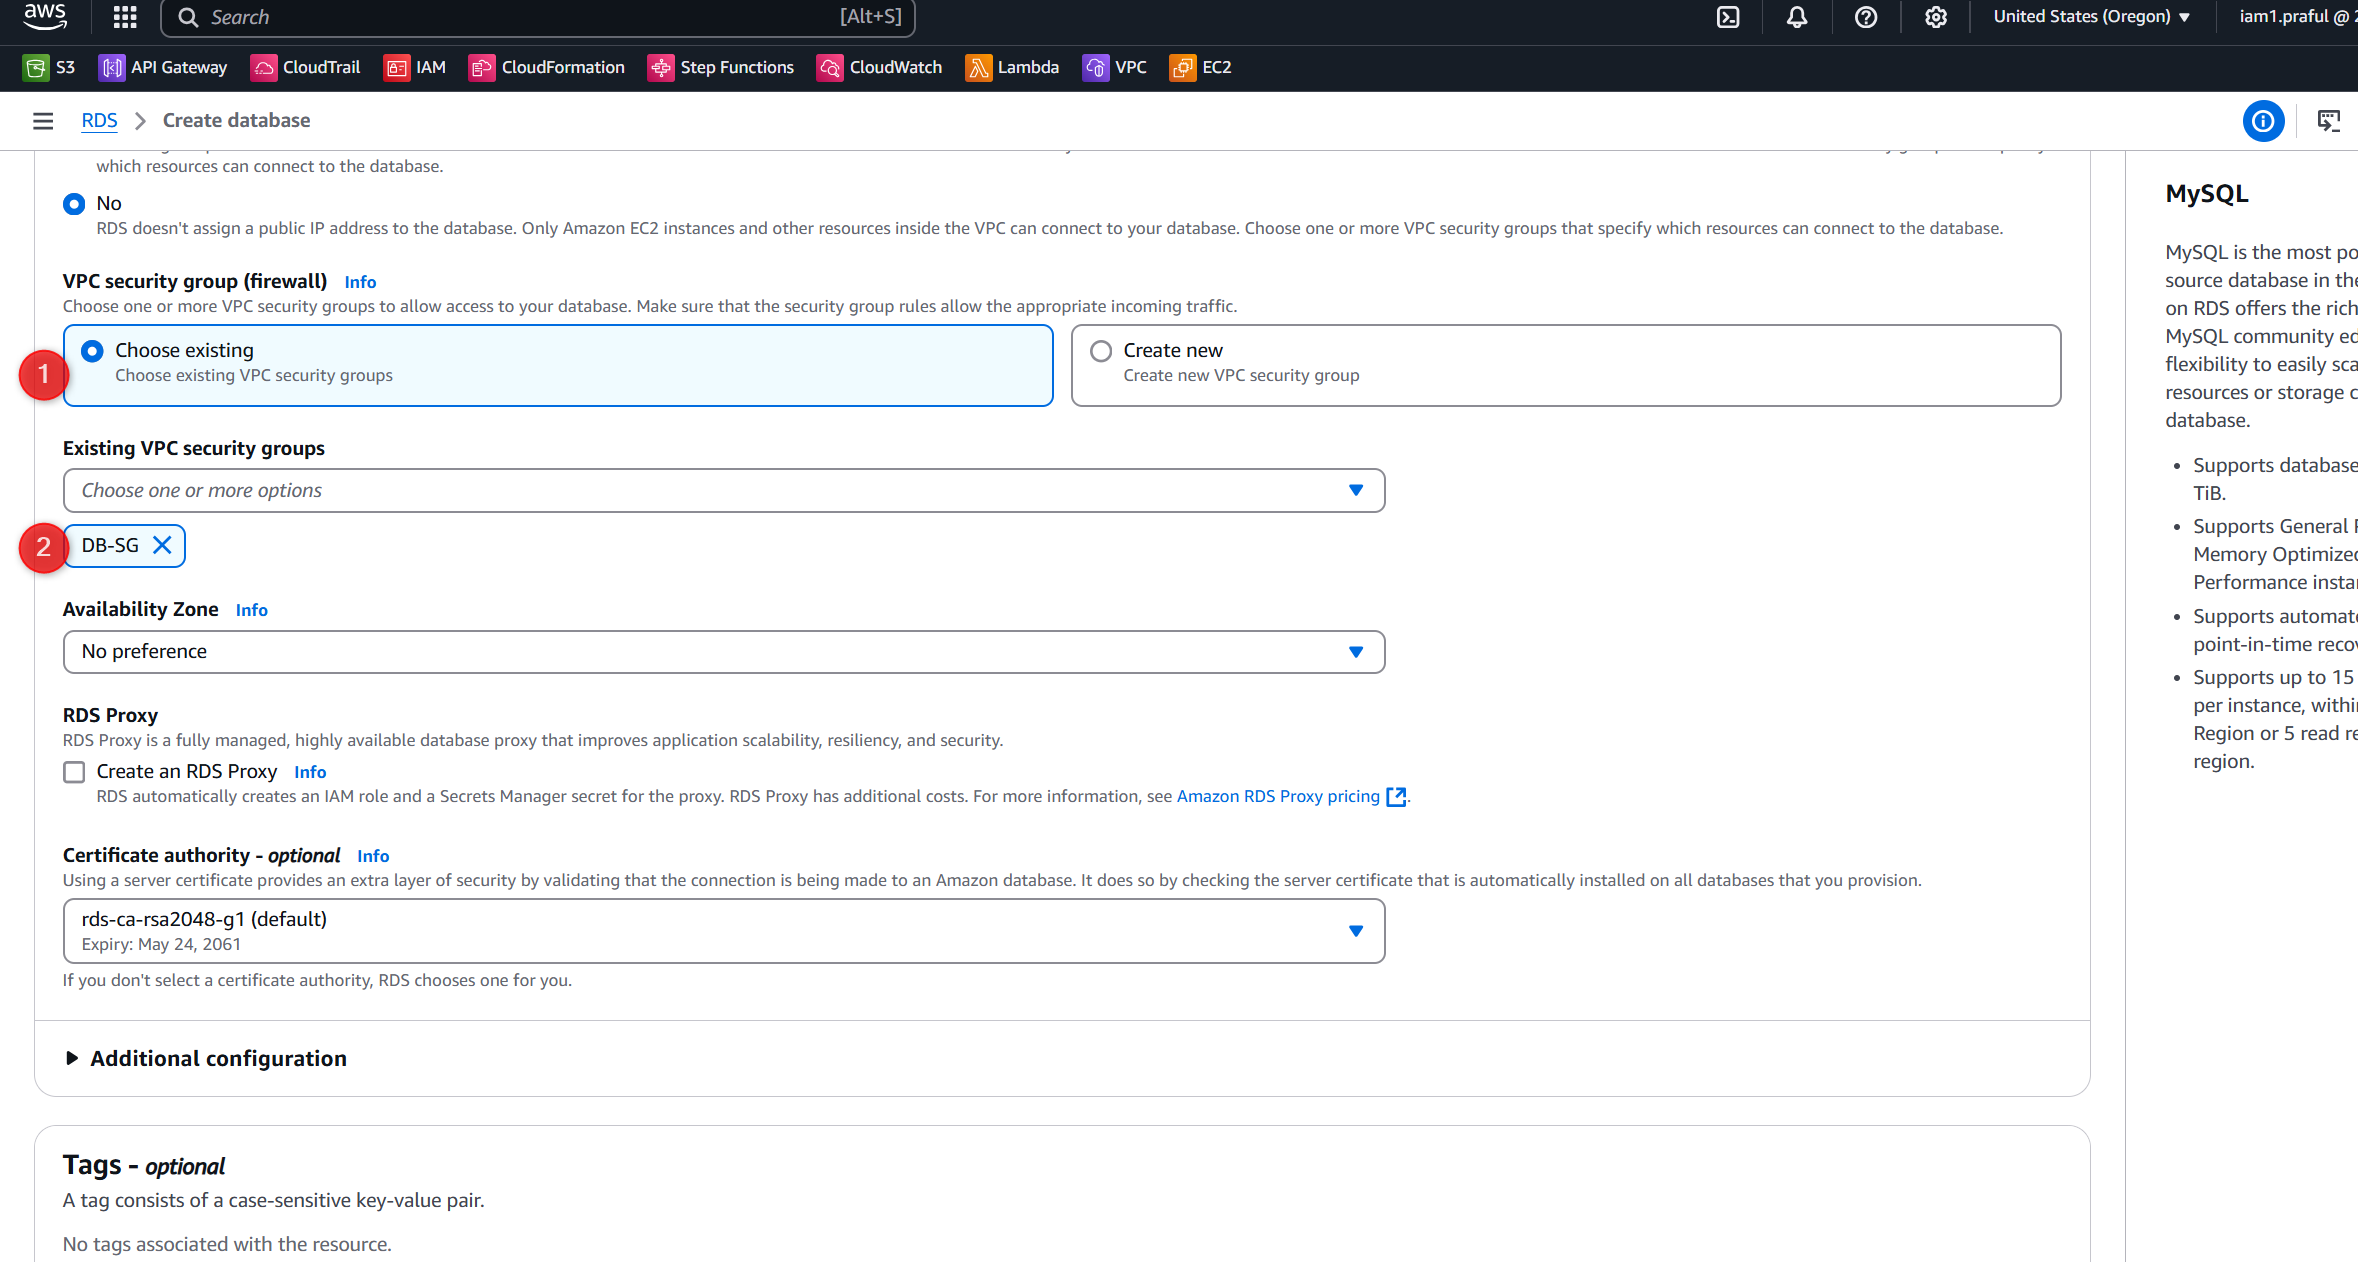 aws
Search [Alt+S]
United States (Oregon) iam1.praful @
S3 API Gateway CloudTrail IAM CloudFormation Step Functions CloudWatch Lambda VPC EC2
RDS Create database
which resources can connect to the database.
No
RDS doesn't assign a public IP address to the database. Only Amazon EC2 instances and other resources inside the VPC can connect to your database. Choose one or more VPC security groups that specify which resources can connect to the database.
VPC security group (firewall) Info
Choose one or more VPC security groups to allow access to your database. Make sure that the security group rules allow the appropriate incoming traffic.
1
Choose existing
Choose existing VPC security groups
Create new
Create new VPC security group
Existing VPC security groups
Choose one or more options
2
DB-SG
Availability Zone Info
No preference
RDS Proxy
RDS Proxy is a fully managed, highly available database proxy that improves application scalability, resiliency, and security.
Create an RDS Proxy Info
RDS automatically creates an IAM role and a Secrets Manager secret for the proxy. RDS Proxy has additional costs. For more information, see Amazon RDS Proxy pricing .
Certificate authority - optional Info
Using a server certificate provides an extra layer of security by validating that the connection is being made to an Amazon database. It does so by checking the server certificate that is automatically installed on all databases that you provision.
rds-ca-rsa2048-g1 (default)
Expiry: May 24, 2061
If you don't select a certificate authority, RDS chooses one for you.
Additional configuration
Tags - optional
A tag consists of a case-sensitive key-value pair.
No tags associated with the resource.
MySQL
MySQL is the most po
source database in the
on RDS offers the rich
MySQL community ed
flexibility to easily sca
resources or storage c
database.
• Supports database
TiB.
• Supports General
Memory Optimized
Performance instan
• Supports automate
point-in-time recov
• Supports up to 15
per instance, withi
Region or 5 read re
region.